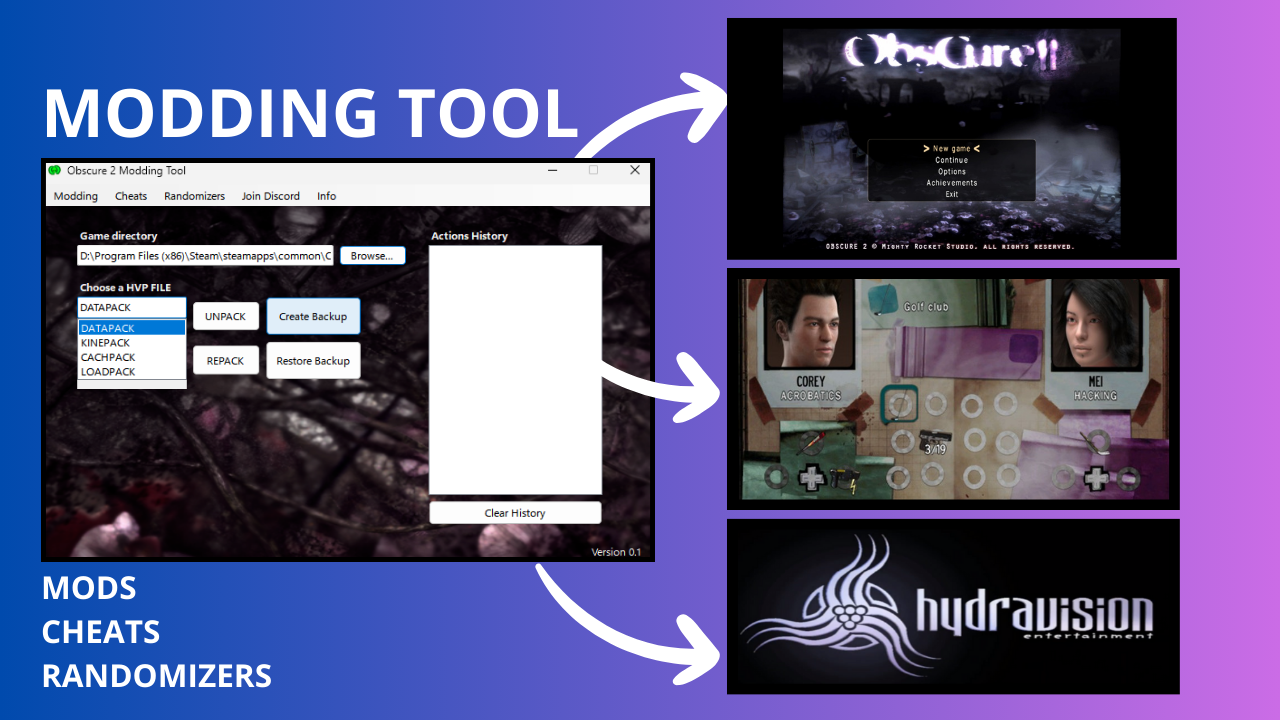 MODDING TOOL
Obscure 2 Modding Tool
Modding Cheats Randomizers Join Discord Info
Game directory
D:\Program Files (x86)\Steam\steamapps\common\C
Browse...
Choose a HVP FILE
DATAPACK
DATAPACK
KINEPACK
CACHPACK
LOADPACK
UNPACK
Create Backup
REPACK
Restore Backup
Actions History
Clear History
Version 0.1
MODS
CHEATS
RANDOMIZERS
ObsCure II
> New game <
Continue
Options
Achievements
Exit
OBSCURE 2 © MIGHTY ROCKET STUDIO. ALL RIGHTS RESERVED.
Golf club
COREY
ACROBATICS
MEI
HACKING
3/19
hydravision
entertainment